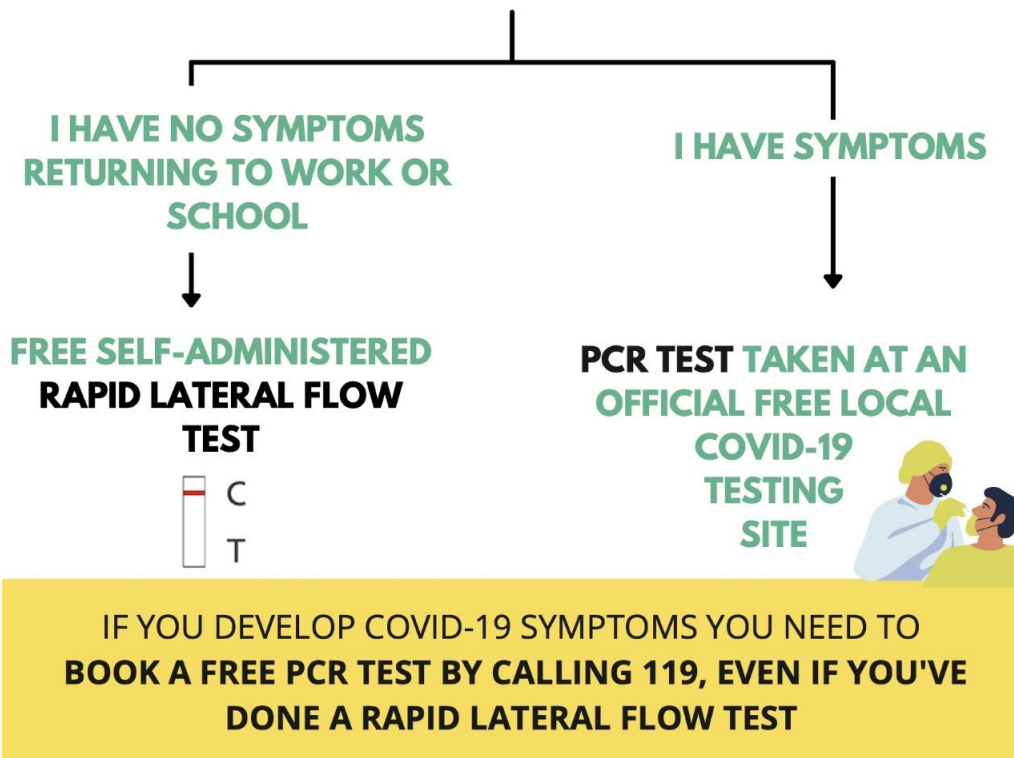 I HAVE NO SYMPTOMS
RETURNING TO WORK OR
SCHOOL
FREE SELF-ADMINISTERED
RAPID LATERAL FLOW
TEST
C
T
I HAVE SYMPTOMS
PCR TEST TAKEN AT AN
OFFICIAL FREE LOCAL
COVID-19
TESTING
SITE
IF YOU DEVELOP COVID-19 SYMPTOMS YOU NEED TO
BOOK A FREE PCR TEST BY CALLING 119, EVEN IF YOU'VE
DONE A RAPID LATERAL FLOW TEST